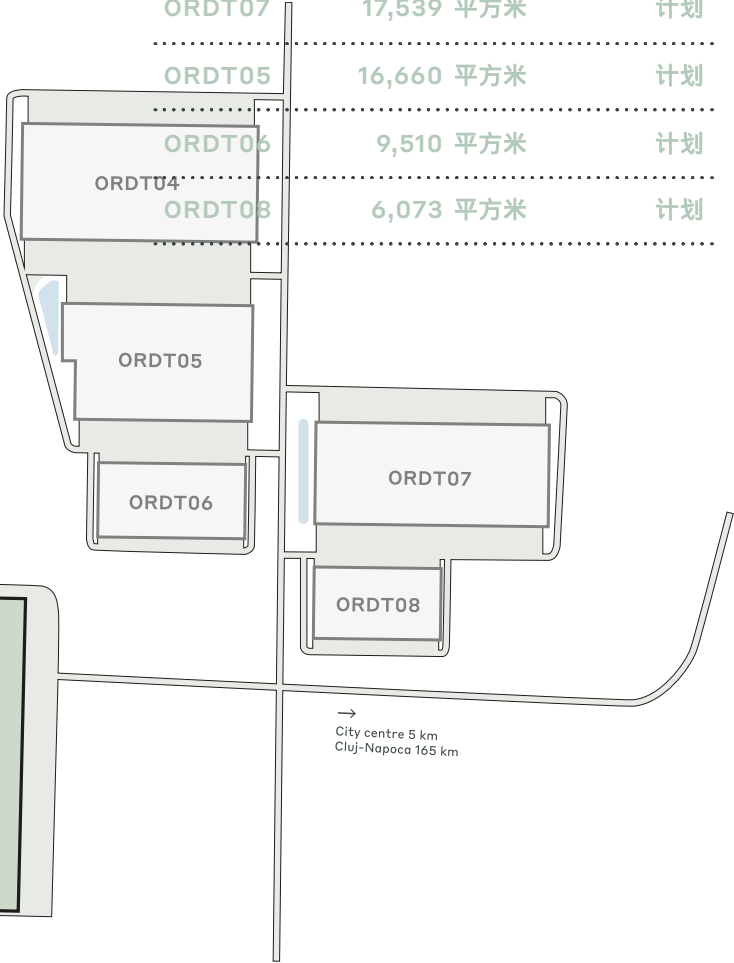 ORDT07 17,539 平方米 计划
ORDT05 16,660 平方米 计划
ORDT06 9,510 平方米 计划
ORDT04
ORDT08 6,073 平方米 计划
ORDT05
ORDT07
ORDT06
ORDT08
→
City centre 5 km
Cluj-Napoca 165 km